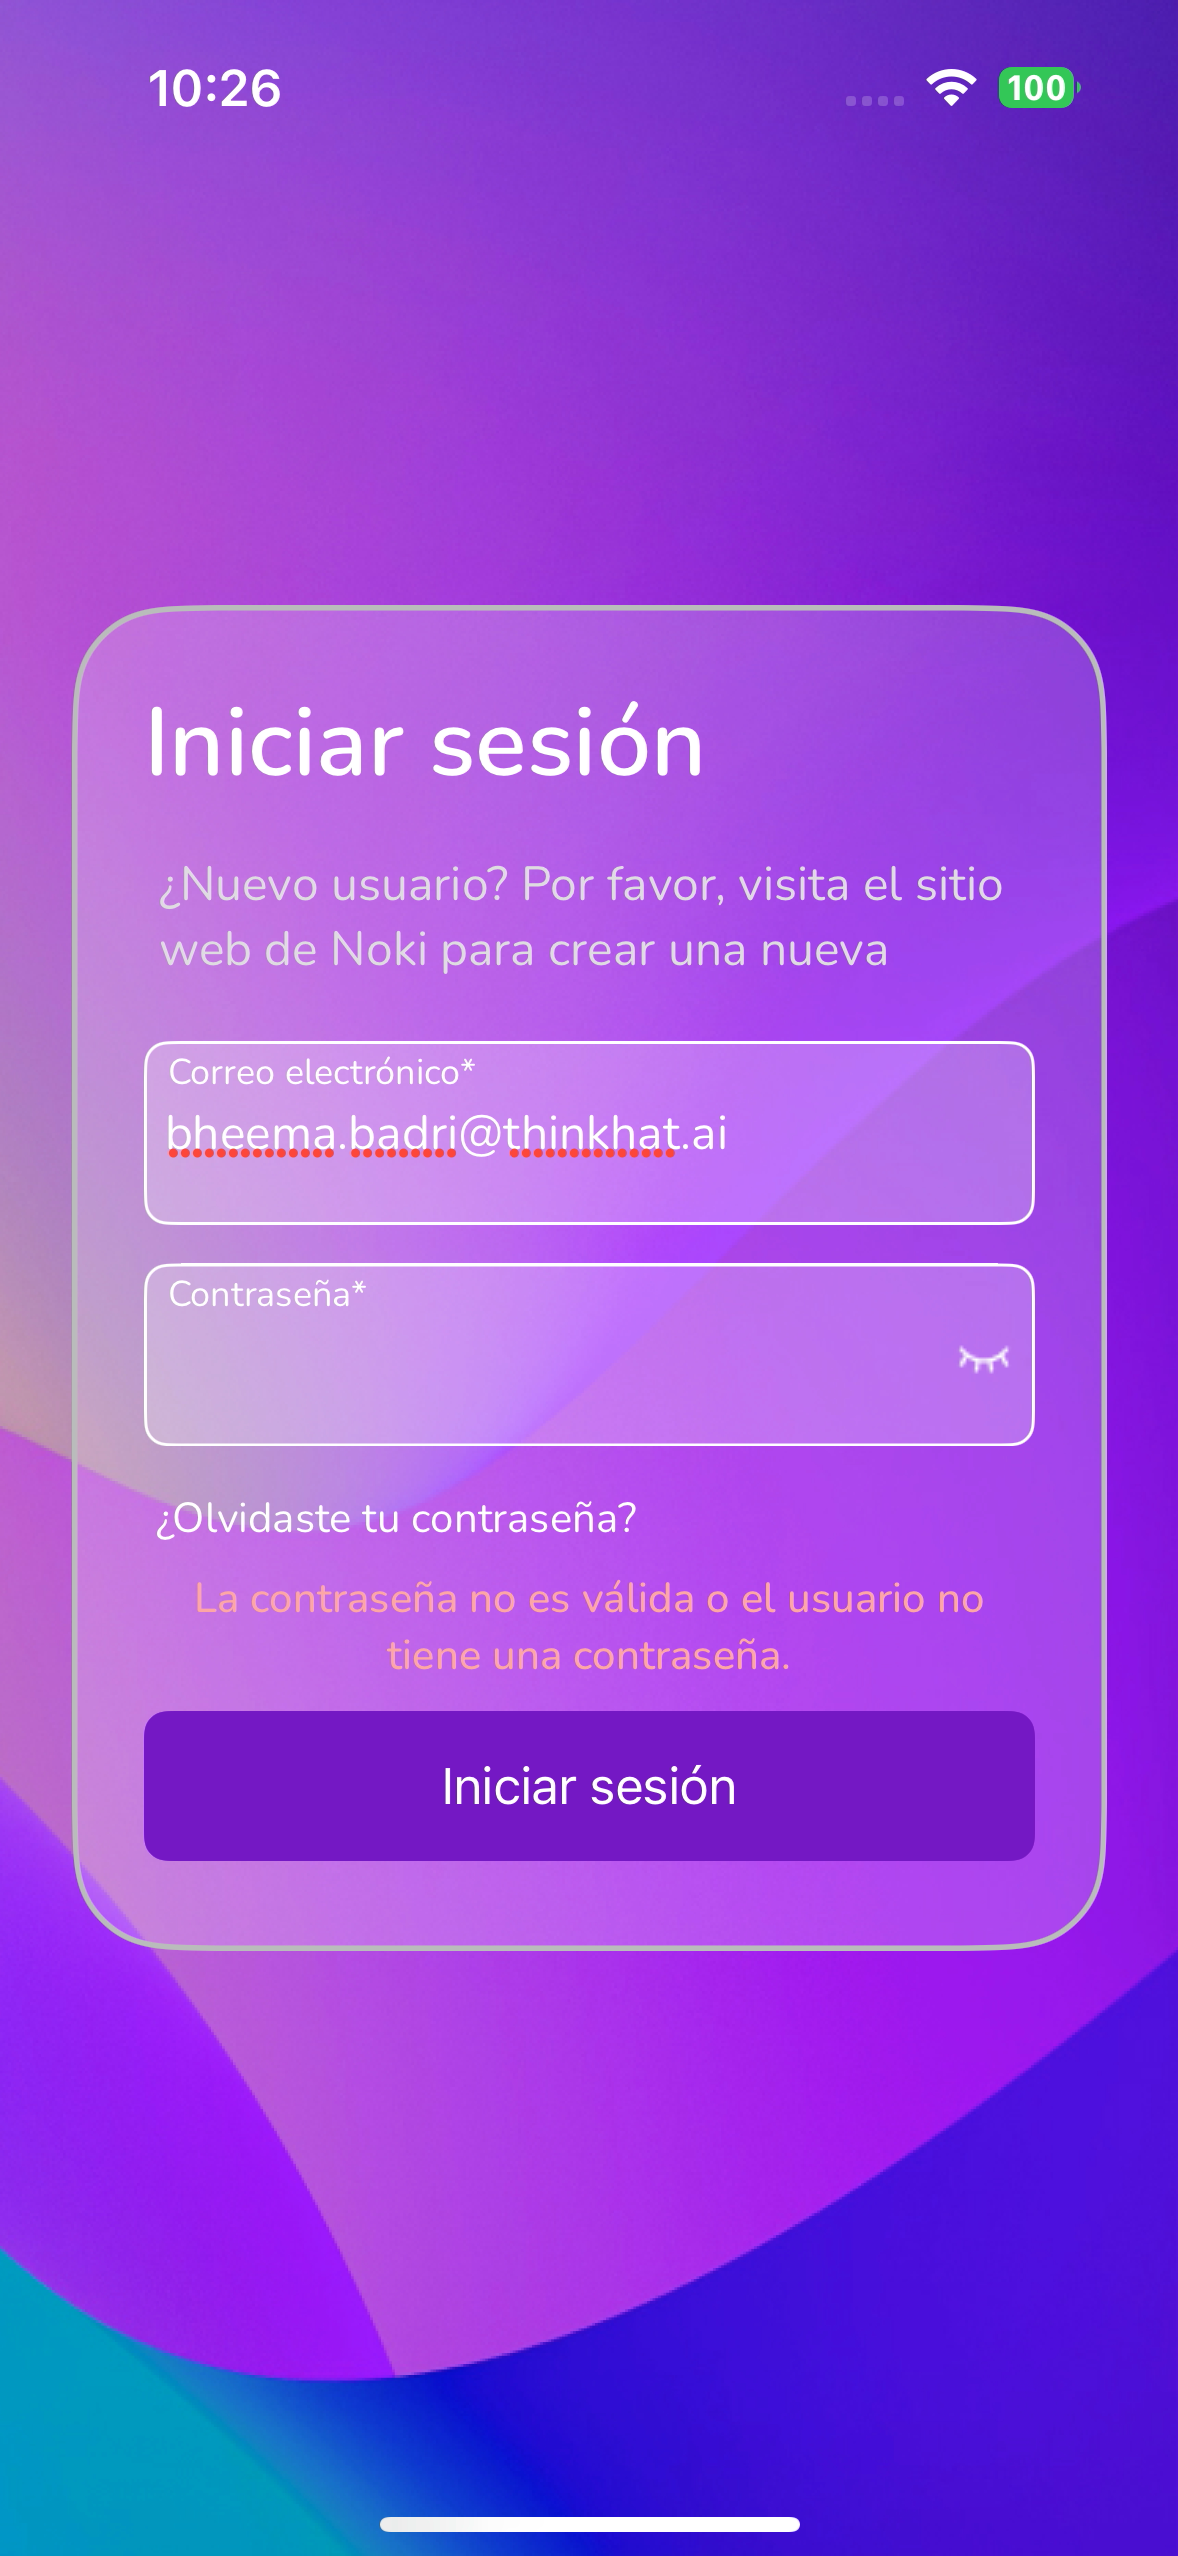 10:26
100
Iniciar sesión
¿Nuevo usuario? Por favor, visita el sitio
web de Noki para crear una nueva
Correo electrónico*
bheema.badri@thinkhat.ai
Contraseña*
¿Olvidaste tu contraseña?
La contraseña no es válida o el usuario no
tiene una contraseña.
Iniciar sesión